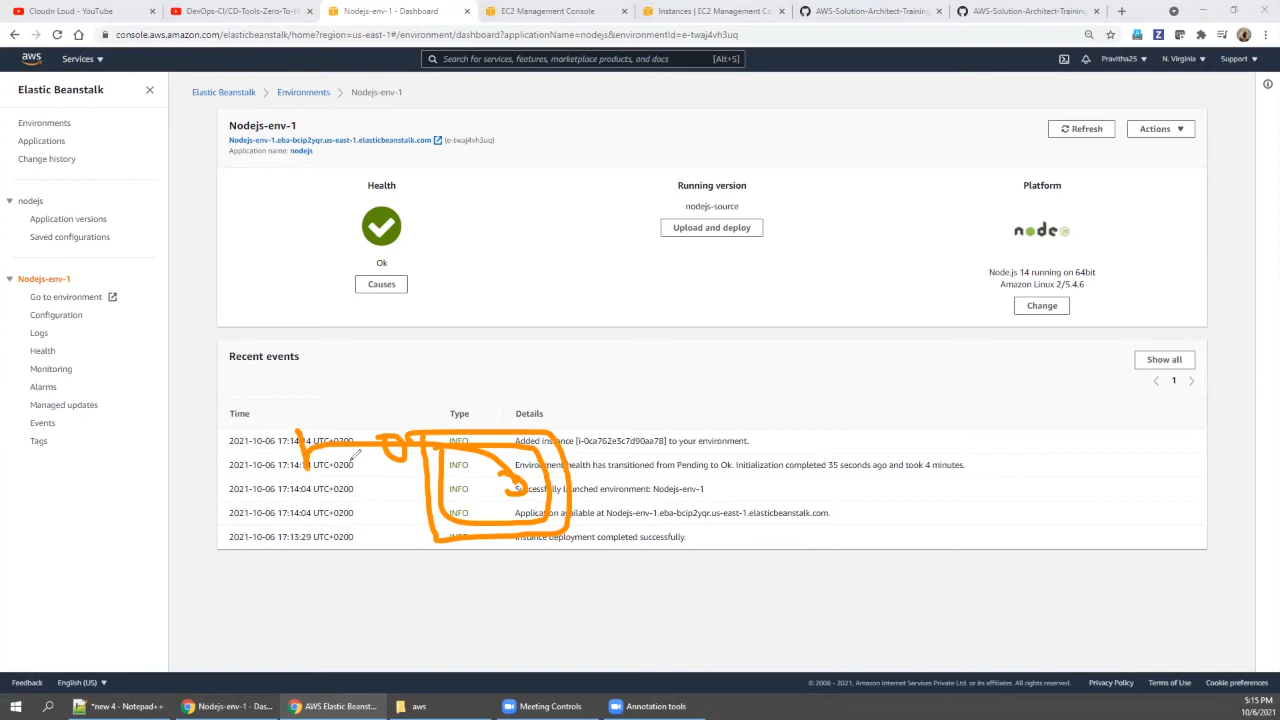 Cloudn Loud - YouTube
DevOps-CI/CD-Tools-Zero-To-H
Nodejs-env-1 - Dashboard
EC2 Management Console
Instances | EC2 Management Co
AWS-Solution-Architect-Training
AWS-Solution-Architect-Training
console.aws.amazon.com/elasticbeanstalk/home?region=us-east-1#/environment/dashboard?applicationName=nodejs&environmentId=e-twaj4vh3uq
aws
Services
Search for services, features, marketplace products, and docs
[Alt+S]
Pravitha25
N. Virginia
Support
Elastic Beanstalk
Environments
Applications
Change history
nodejs
Application versions
Saved configurations
Nodejs-env-1
Go to environment
Configuration
Logs
Health
Monitoring
Alarms
Managed updates
Events
Tags
Elastic Beanstalk > Environments > Nodejs-env-1
Nodejs-env-1
Nodejs-env-1.eba-bcip2yqr.us-east-1.elasticbeanstalk.com (e-twaj4vh3uq)
Application name: nodejs
Refresh
Actions
Health
Ok
Causes
Running version
nodejs-source
Upload and deploy
Platform
node
Node.js 14 running on 64bit
Amazon Linux 2/5.4.6
Change
Recent events
Show all
1
Time Type Details
2021-10-06 17:14:14 UTC+0200 INFO Added instance [i-0ca762e3c7d90aa78] to your environment.
2021-10-06 17:14:14 UTC+0200 INFO Environment health has transitioned from Pending to Ok. Initialization completed 35 seconds ago and took 4 minutes.
2021-10-06 17:14:04 UTC+0200 INFO Successfully launched environment: Nodejs-env-1
2021-10-06 17:14:04 UTC+0200 INFO Application available at Nodejs-env-1.eba-bcip2yqr.us-east-1.elasticbeanstalk.com.
2021-10-06 17:13:29 UTC+0200 INFO Instance deployment completed successfully.
Feedback
English (US)
© 2008 - 2021, Amazon Internet Services Private Ltd. or its affiliates. All rights reserved.
Privacy Policy
Terms of Use
Cookie preferences
*new 4 - Notepad++
Nodejs-env-1 - Das...
AWS Elastic Beanst...
aws
Meeting Controls
Annotation tools
5:15 PM
10/6/2021